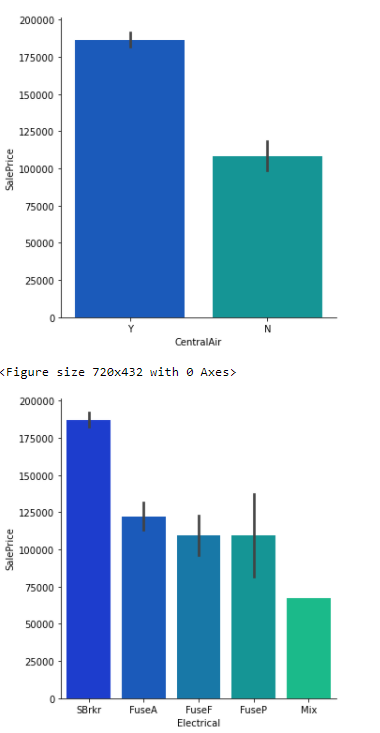 200000
175000
150000
125000
100000
75000
50000
25000
0
SalePrice
Y N
CentralAir
<Figure size 720x432 with 0 Axes>
200000
175000
150000
125000
100000
75000
50000
25000
0
SalePrice
SBrkr FuseA FuseF FuseP Mix
Electrical